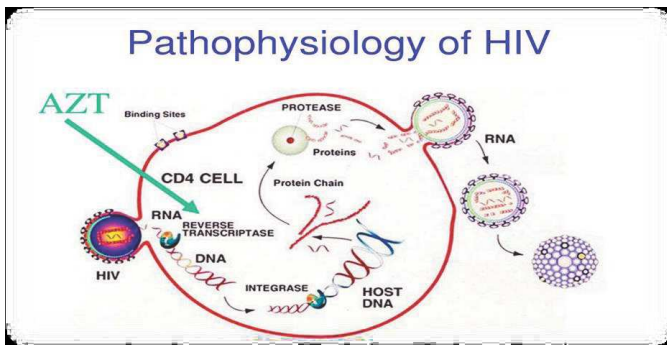 Pathophysiology of HIV
AZT
Binding Sites
PROTEASE
Proteins
RNA
CD4 CELL
Protein Chain
RNA
REVERSE
TRANSCRIPTASE
HIV
DNA
INTEGRASE
HOST
DNA